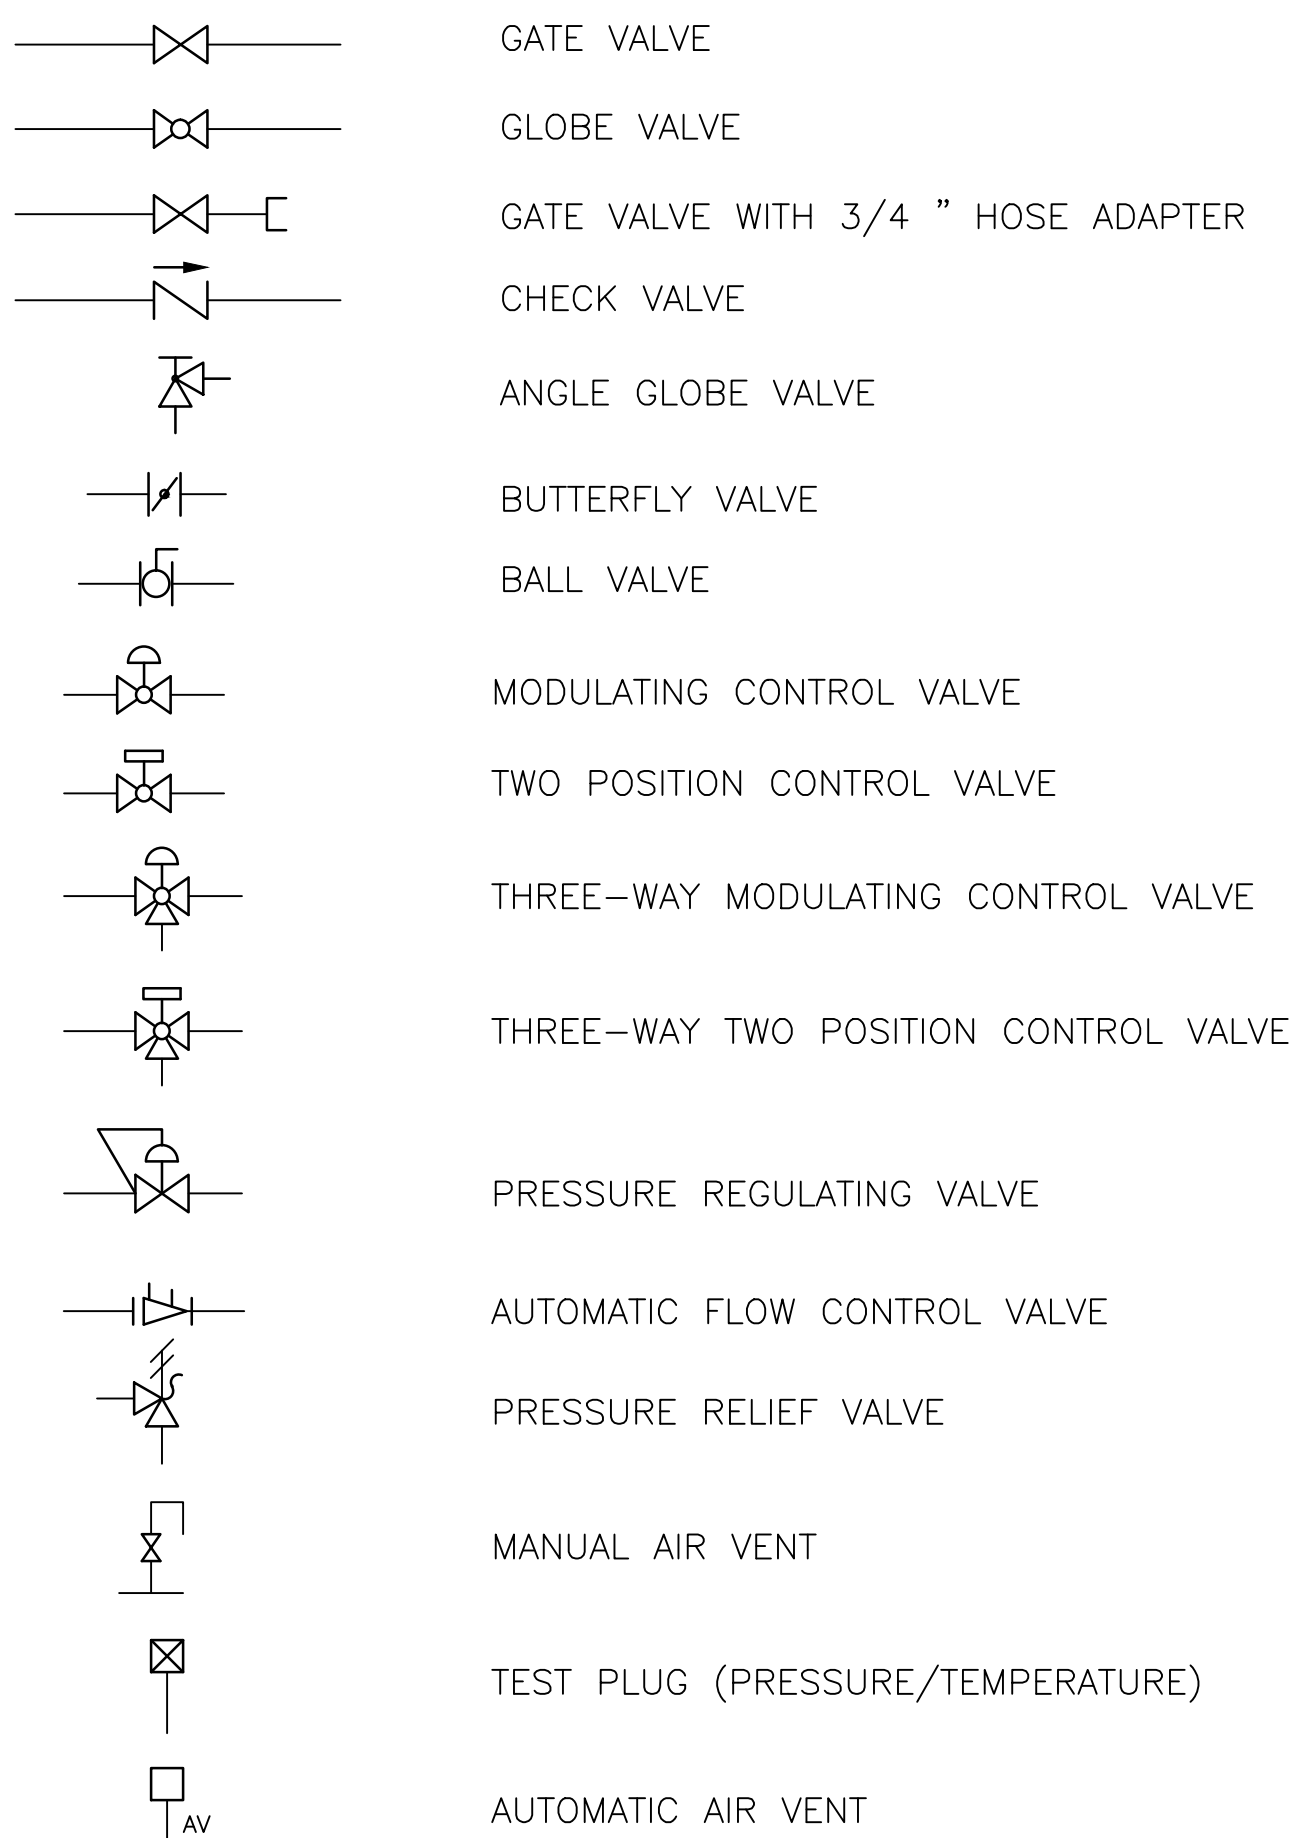 GATE VALVE
GLOBE VALVE
GATE VALVE WITH 3/4 ” HOSE ADAPTER
CHECK VALVE
ANGLE GLOBE VALVE
BUTTERFLY VALVE
BALL VALVE
MODULATING CONTROL VALVE
TWO POSITION CONTROL VALVE
THREE-WAY MODULATING CONTROL VALVE
THREE-WAY TWO POSITION CONTROL VALVE
PRESSURE REGULATING VALVE
AUTOMATIC FLOW CONTROL VALVE
PRESSURE RELIEF VALVE
MANUAL AIR VENT
TEST PLUG (PRESSURE/TEMPERATURE)
AV AUTOMATIC AIR VENT